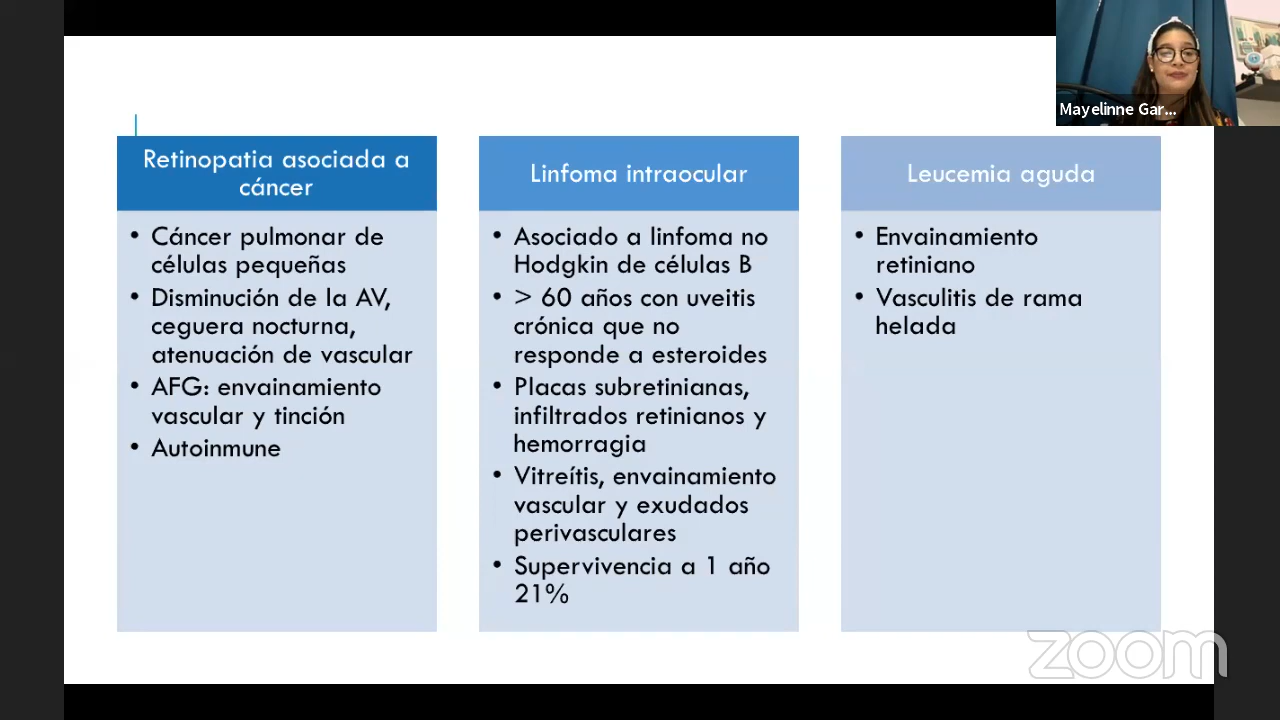 Mayelinne Gar...
Retinopatia asociada a
cáncer
• Cáncer pulmonar de
células pequeñas
• Disminución de la AV,
ceguera nocturna,
atenuación de vascular
• AFG: envainamiento
vascular y tinción
• Autoinmune
Linfoma intraocular
• Asociado a linfoma no
Hodgkin de células B
• > 60 años con uveitis
crónica que no
responde a esteroides
• Placas subretinianas,
infiltrados retinianos y
hemorragia
• Vitreítis, envainamiento
vascular y exudados
perivasculares
• Supervivencia a 1 año
21%
Leucemia aguda
• Envainamiento
retiniano
• Vasculitis de rama
helada
zoom